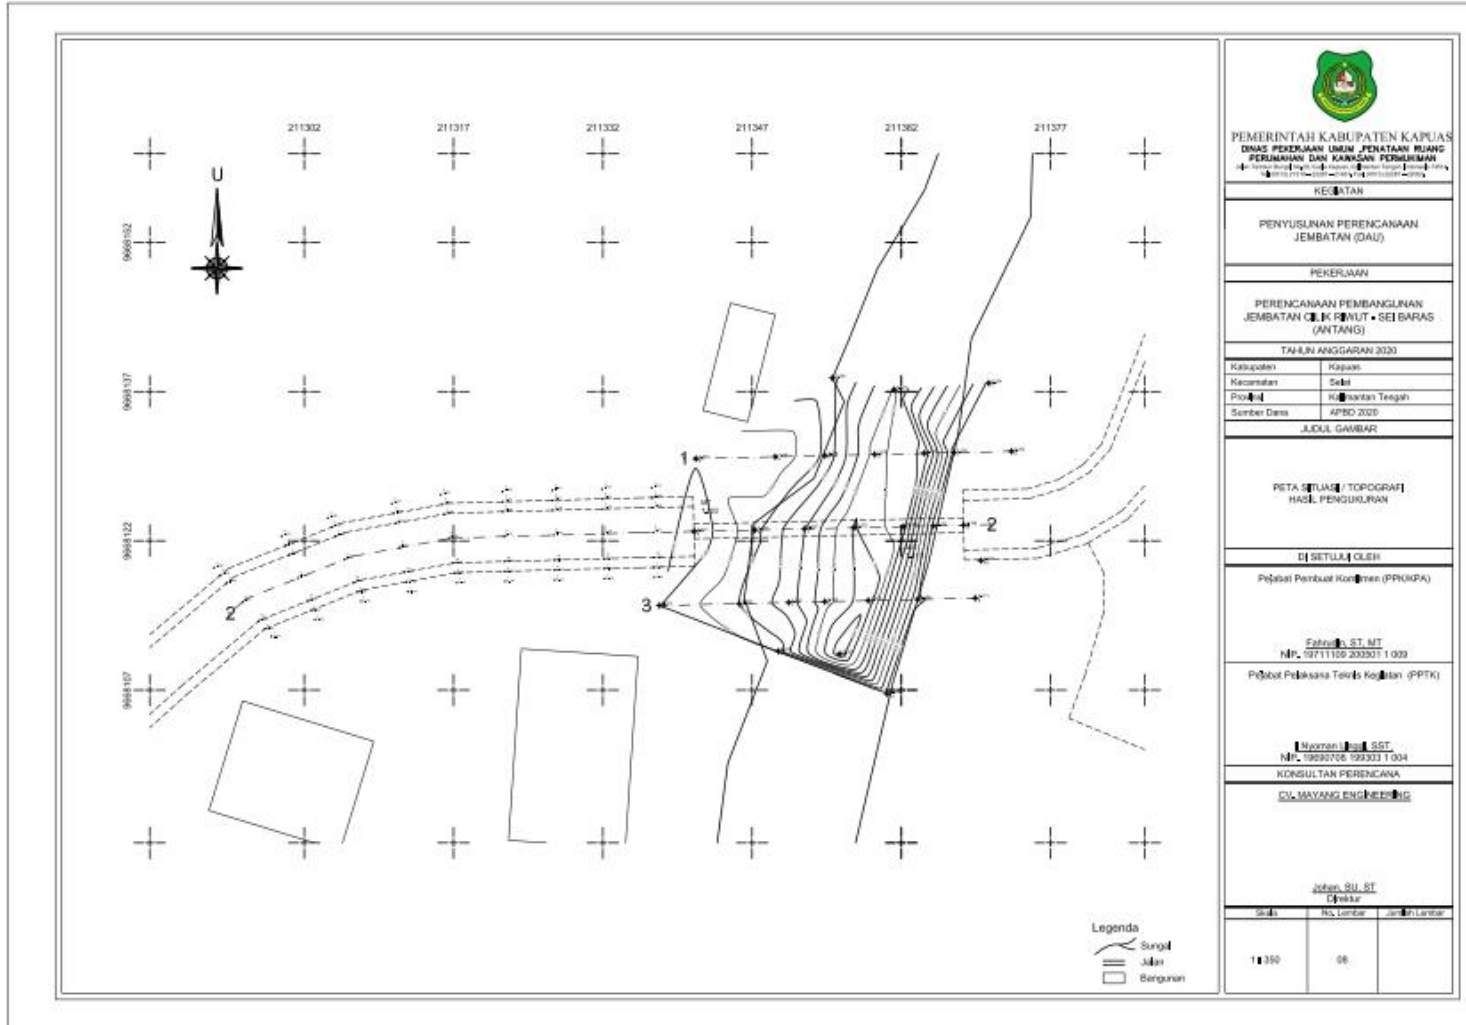 211302 211317 211332 211347 211362 211377
U
9668152
9668137
9668122
9668107
1
2
3
2
Legenda
Sungai
Jalan
Bangunan
PEMERINTAH KABUPATEN KAPUAS
DINAS PEKERJAAN UMUM ,PENATAAN RUANG
PERUMAHAN DAN KAWASAN PERMUKIMAN
KEGIATAN
PENYUSUNAN PERENCANAAN
JEMBATAN (DAU)
PEKERJAAN
PERENCANAAN PEMBANGUNAN
JEMBATAN CILIK RIWUT - SEI BARAS
(ANTANG)
TAHUN ANGGARAN 2020
Kabupaten Kapuas
Kecamatan Selat
Provinsi Kalimantan Tengah
Sumber Dana APBD 2020
JUDUL GAMBAR
PETA SITUASI / TOPOGRAFI
HASIL PENGUKURAN
DI SETUJUI OLEH
Pejabat Pembuat Komitmen (PPK/KPA)
Fahrudin, ST, MT
NIP. 19711109 200501 1 009
Pejabat Pelaksana Teknis Kegiatan (PPTK)
I Nyoman Linggi, SST
NIP. 19690706 199303 1 004
KONSULTAN PERENCANA
CV. MAYANG ENGINEERING
Johan, SU, ST
Direktur
Skala No. Lembar Jumlah Lembar
1 : 350 08